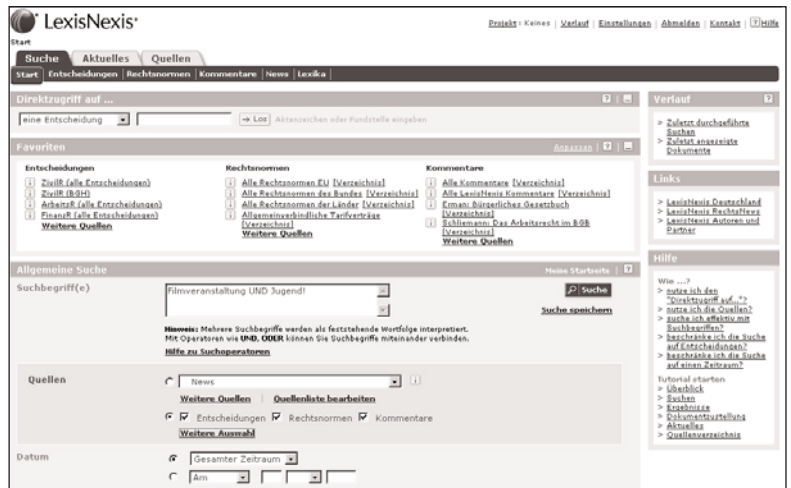 LexisNexis®
Projekt: Keines | Verlauf | Einstellungen | Abmelden | Kontakt | ? Hilfe
Start
Suche Aktuelles Quellen
Start | Entscheidungen | Rechtsnormen | Kommentare | News | Lexika
Direktzugriff auf ...
eine Entscheidung → Los Aktenzeichen oder Fundstelle eingeben
Favoriten
Anpassen
Entscheidungen
ZivilR (alle Entscheidungen)
ZivilR (BGH)
ArbeitsR (alle Entscheidungen)
FinanzR (alle Entscheidungen)
Weitere Quellen
Rechtsnormen
Alle Rechtsnormen EU [Verzeichnis]
Alle Rechtsnormen des Bundes [Verzeichnis]
Alle Rechtsnormen der Länder [Verzeichnis]
Allgemeinverbindliche Tarifverträge
[Verzeichnis]
Weitere Quellen
Kommentare
Alle Kommentare [Verzeichnis]
Alle LexisNexis Kommentare [Verzeichnis]
Erman: Bürgerliches Gesetzbuch
[Verzeichnis]
Schliemann: Das Arbeitsrecht im BGB
[Verzeichnis]
Weitere Quellen
Allgemeine Suche
Meine Startseite | ?
Suchbegriff(e)
Filmveranstaltung UND Jugend!
Suche
Suche speichern
Hinweis: Mehrere Suchbegriffe werden als feststehende Wortfolge interpretiert.
Mit Operatoren wie UND, ODER können Sie Suchbegriffe miteinander verbinden.
Hilfe zu Suchoperatoren
Quellen
News
Weitere Quellen | Quellenliste bearbeiten
Entscheidungen Rechtsnormen Kommentare
Weitere Auswahl
Datum
Gesamter Zeitraum
Am
Verlauf ?
> Zuletzt durchgeführte
Suchen
> Zuletzt angezeigte
Dokumente
Links
> LexisNexis Deutschland
> LexisNexis RechtsNews
> LexisNexis Autoren und
Partner
Hilfe
Wie ...?
> nutze ich den
"Direktzugriff auf..."?
> nutze ich die Quellen?
> suche ich effektiv mit
Suchbegriffen?
> beschränke ich die Suche
auf Entscheidungen?
> beschränke ich die Suche
auf einen Zeitraum?
Tutorial starten
> Überblick
> Suchen
> Ergebnisse
> Dokumentzustellung
> Aktuelles
> Quellenverzeichnis